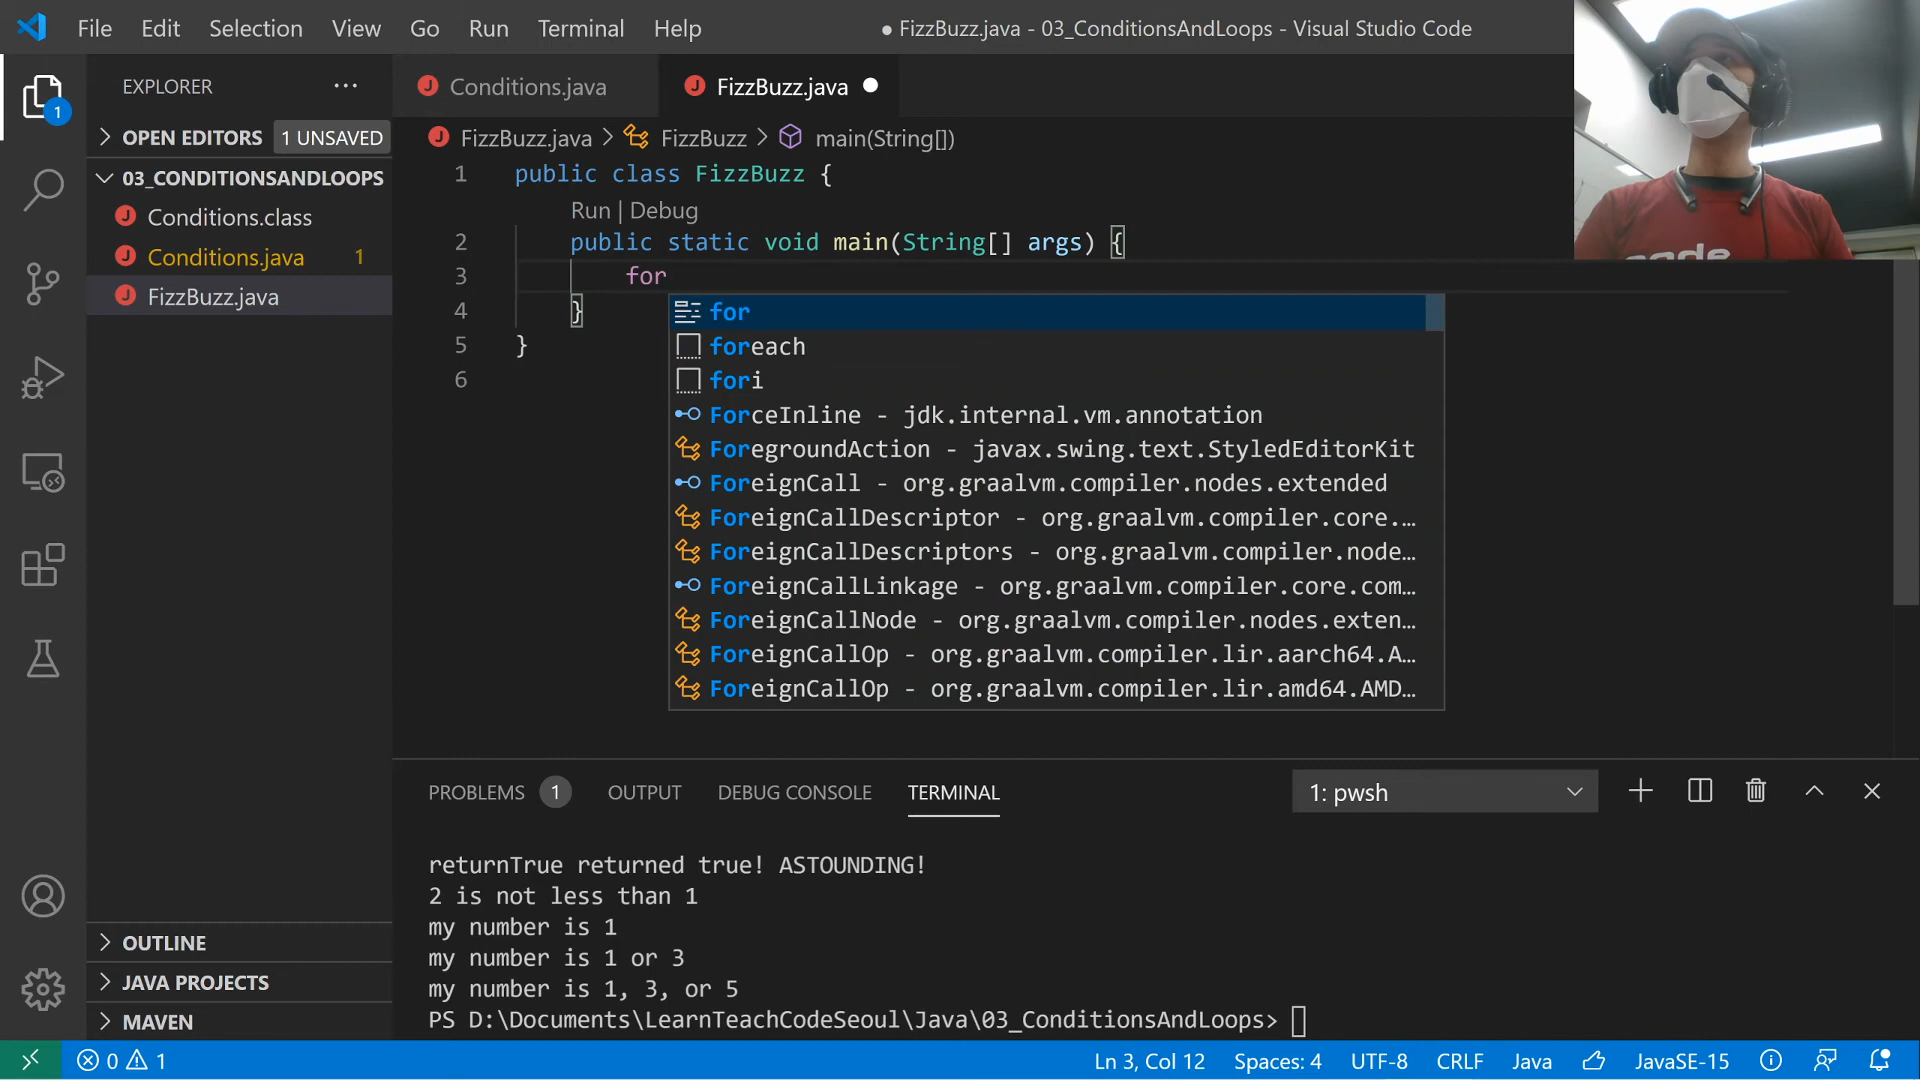 File Edit Selection View Go Run Terminal Help ● FizzBuzz.java - 03_ConditionsAndLoops - Visual Studio Code
1
EXPLORER ...
OPEN EDITORS 1 UNSAVED
03_CONDITIONSANDLOOPS
J Conditions.class
J Conditions.java 1
J FizzBuzz.java
OUTLINE
JAVA PROJECTS
MAVEN
J Conditions.java J FizzBuzz.java ●
J FizzBuzz.java > FizzBuzz > main(String[])
1 public class FizzBuzz {
Run | Debug
2 public static void main(String[] args) {
3 for
4 }
5 }
6
for
foreach
fori
ForceInline - jdk.internal.vm.annotation
ForegroundAction - javax.swing.text.StyledEditorKit
ForeignCall - org.graalvm.compiler.nodes.extended
ForeignCallDescriptor - org.graalvm.compiler.core.…
ForeignCallDescriptors - org.graalvm.compiler.node…
ForeignCallLinkage - org.graalvm.compiler.core.com…
ForeignCallNode - org.graalvm.compiler.nodes.exten…
ForeignCallOp - org.graalvm.compiler.lir.aarch64.A…
ForeignCallOp - org.graalvm.compiler.lir.amd64.AMD…
PROBLEMS 1 OUTPUT DEBUG CONSOLE TERMINAL 1: pwsh
returnTrue returned true! ASTOUNDING!
2 is not less than 1
my number is 1
my number is 1 or 3
my number is 1, 3, or 5
PS D:\Documents\LearnTeachCodeSeoul\Java\03_ConditionsAndLoops>
0 1 Ln 3, Col 12 Spaces: 4 UTF-8 CRLF Java JavaSE-15